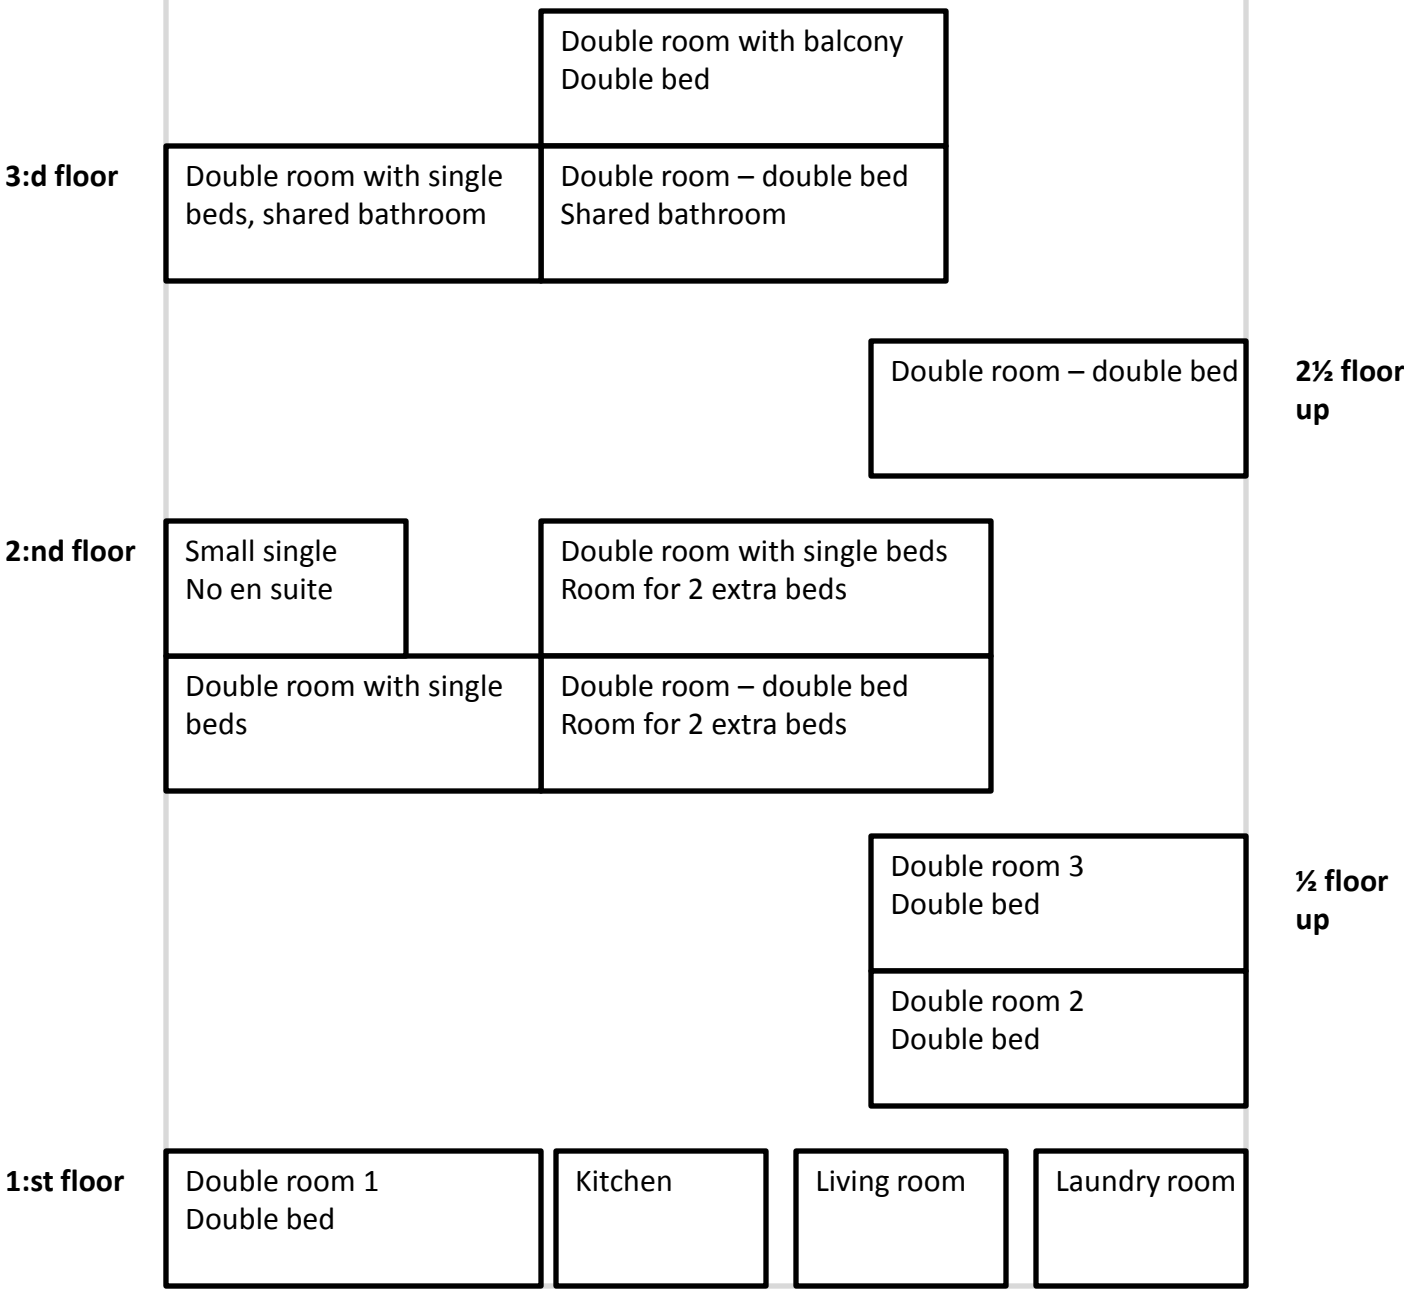 Double room with balcony
Double bed
3:d floor
Double room with single
beds, shared bathroom
Double room – double bed
Shared bathroom
Double room – double bed
2½ floor
up
2:nd floor
Small single
No en suite
Double room with single beds
Room for 2 extra beds
Double room with single
beds
Double room – double bed
Room for 2 extra beds
Double room 3
Double bed
½ floor
up
Double room 2
Double bed
1:st floor
Double room 1
Double bed
Kitchen
Living room
Laundry room